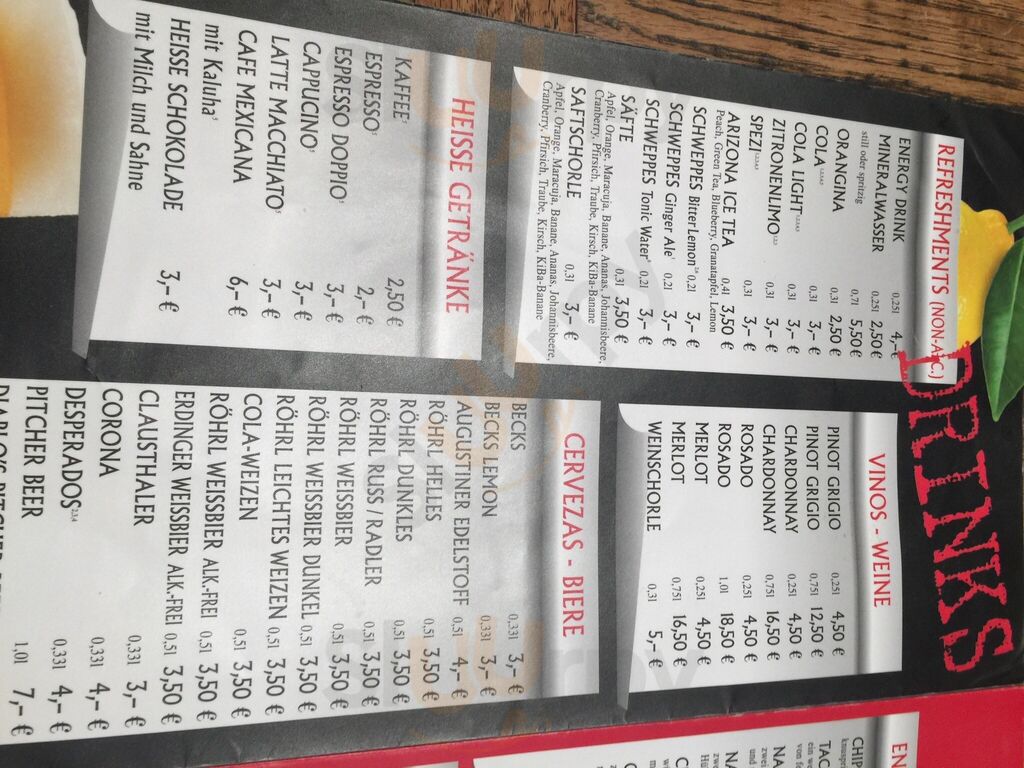 DRINKS
REFRESHMENTS (NON-ALC.)
ENERGY DRINK 0,25l 4,– €
MINERALWASSER 0,25l 2,50 €
still oder spritzig 0,7l 5,50 €
ORANGINA 0,3l 2,50 €
COLA 0,3l 3,– €
COLA LIGHT 0,3l 3,– €
ZITRONENLIMO 0,3l 3,– €
SPEZI 0,3l 3,– €
ARIZONA ICE TEA 0,4l 3,50 €
Peach, Green Tea, Blueberry, Granatapfel, Lemon
SCHWEPPES Bitter Lemon 0,2l 3,– €
SCHWEPPES Ginger Ale 0,2l 3,– €
SCHWEPPES Tonic Water 0,2l 3,– €
SÄFTE 0,3l 3,50 €
Apfel, Orange, Maracuja, Banane, Ananas, Johannisbeere,
Cranberry, Pfirsich, Traube, Kirsch, KiBa-Banane
SAFTSCHORLE 0,3l 3,– €
Apfel, Orange, Maracuja, Banane, Ananas, Johannisbeere,
Cranberry, Pfirsich, Traube, Kirsch, KiBa-Banane
HEISSE GETRÄNKE
KAFFEE⁵ 2,50 €
ESPRESSO⁵ 2,– €
ESPRESSO DOPPIO⁵ 3,– €
CAPPUCINO⁵ 3,– €
LATTE MACCHIATO⁵ 3,– €
CAFE MEXICANA 6,– €
mit Kaluha⁵
HEISSE SCHOKOLADE 3,– €
mit Milch und Sahne
VINOS - WEINE
PINOT GRIGIO 0,25l 4,50 €
PINOT GRIGIO 0,75l 12,50 €
CHARDONNAY 0,25l 4,50 €
CHARDONNAY 0,75l 16,50 €
ROSADO 0,25l 4,50 €
ROSADO 1,0l 18,50 €
MERLOT 0,25l 4,50 €
MERLOT 0,75l 16,50 €
WEINSCHORLE 0,3l 5,– €
CERVEZAS - BIERE
BECKS 0,33l 3,– €
BECKS LEMON 0,33l 3,– €
AUGUSTINER EDELSTOFF 0,5l 4,– €
RÖHRL HELLES 0,5l 3,50 €
RÖHRL DUNKLES 0,5l 3,50 €
RÖHRL RUSS / RADLER 0,5l 3,50 €
RÖHRL WEISSBIER 0,5l 3,50 €
RÖHRL WEISSBIER DUNKEL 0,5l 3,50 €
RÖHRL LEICHTES WEIZEN 0,5l 3,50 €
COLA-WEIZEN 0,5l 3,50 €
RÖHRL WEISSBIER ALK.-FREI 0,5l 3,50 €
ERDINGER WEISSBIER ALK.-FREI 0,5l 3,50 €
CLAUSTHALER 0,33l 3,– €
CORONA 0,33l 4,– €
DESPERADOS²,³,⁴ 0,33l 4,– €
PITCHER BEER 1,0l 7,– €
EN
CHIP
TAC
NA
NA